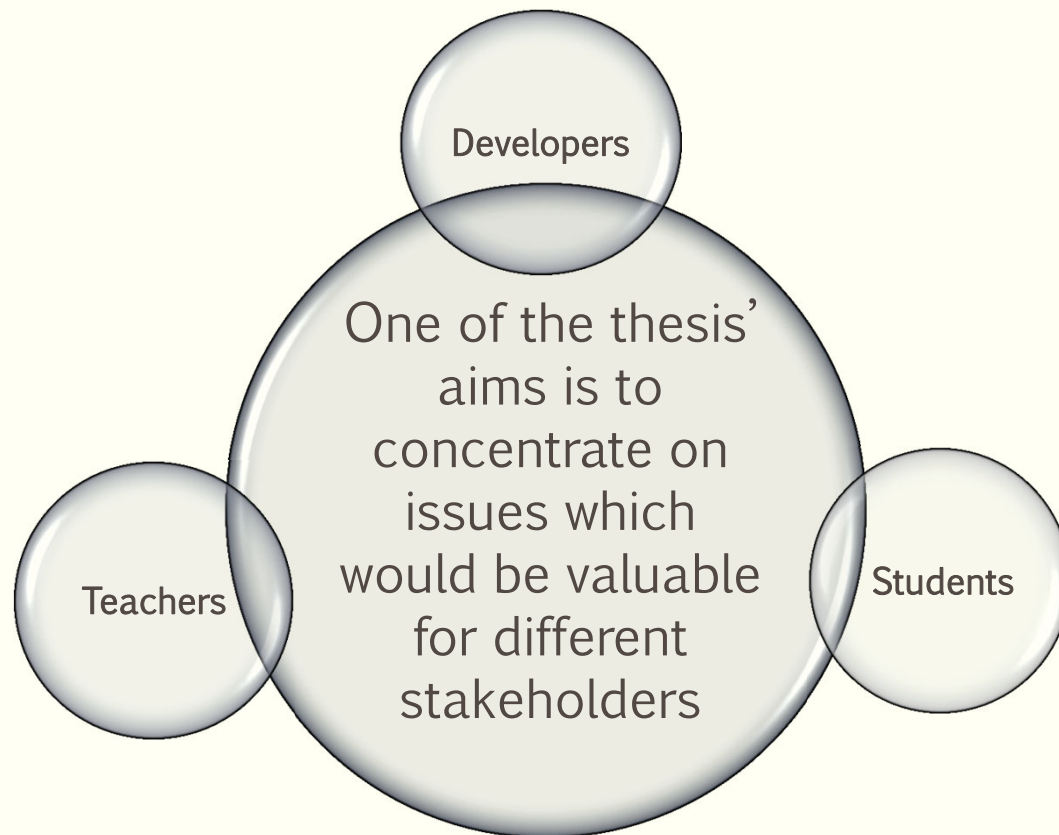 Developers
One of the thesis’
aims is to
concentrate on
issues which
would be valuable
for different
stakeholders
Teachers
Students